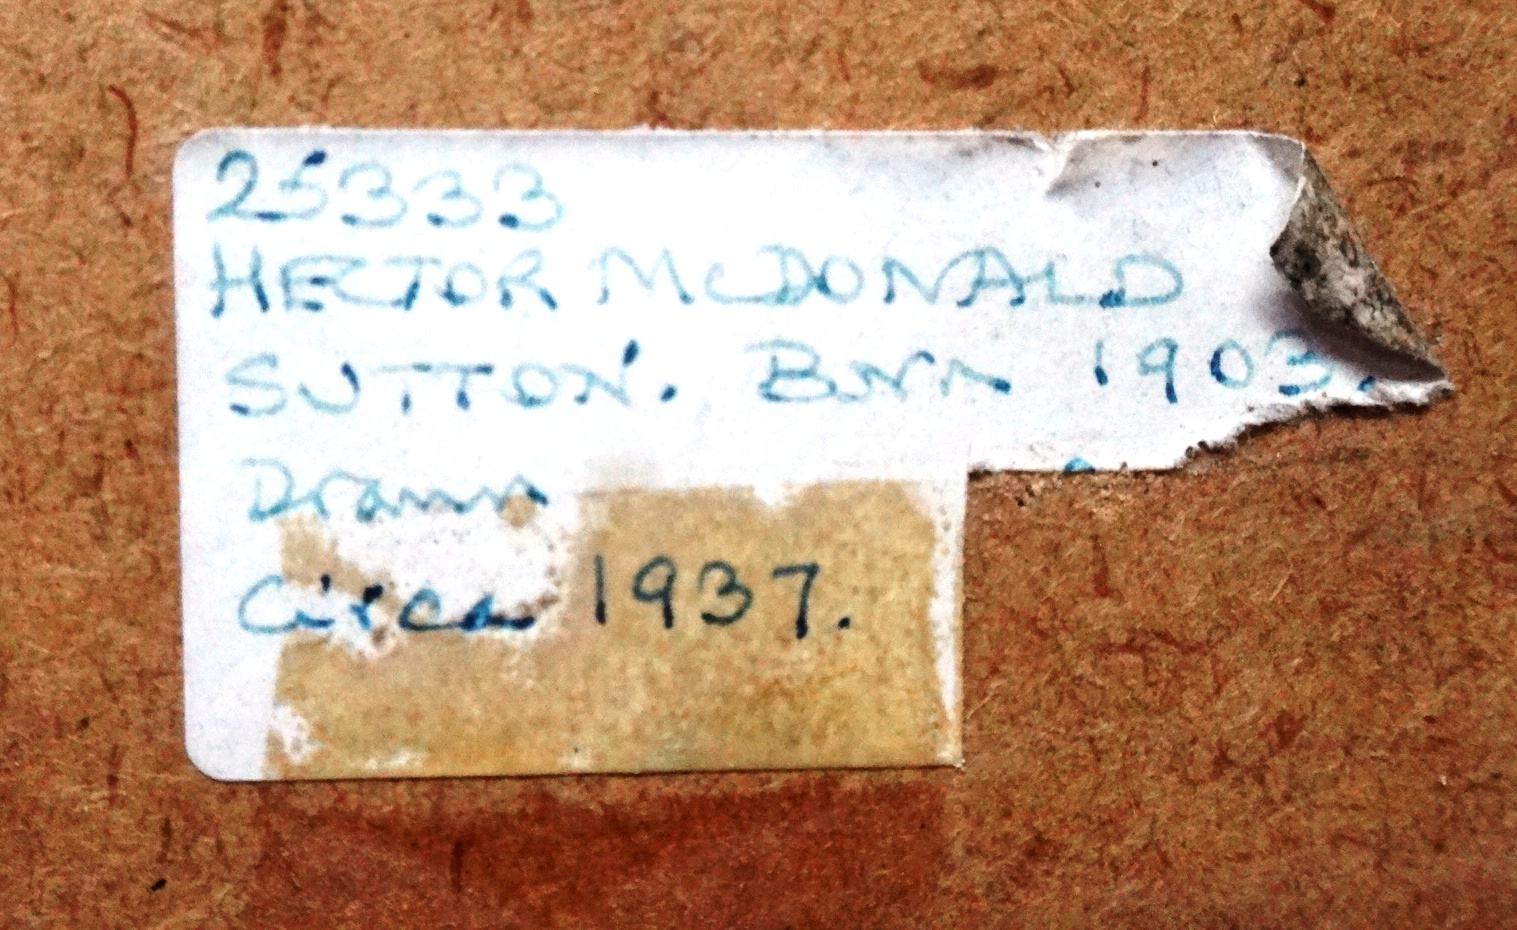 25333
HECTOR McDONALD
SUTTON. Born 1903.
Drawn
Circa 1937.